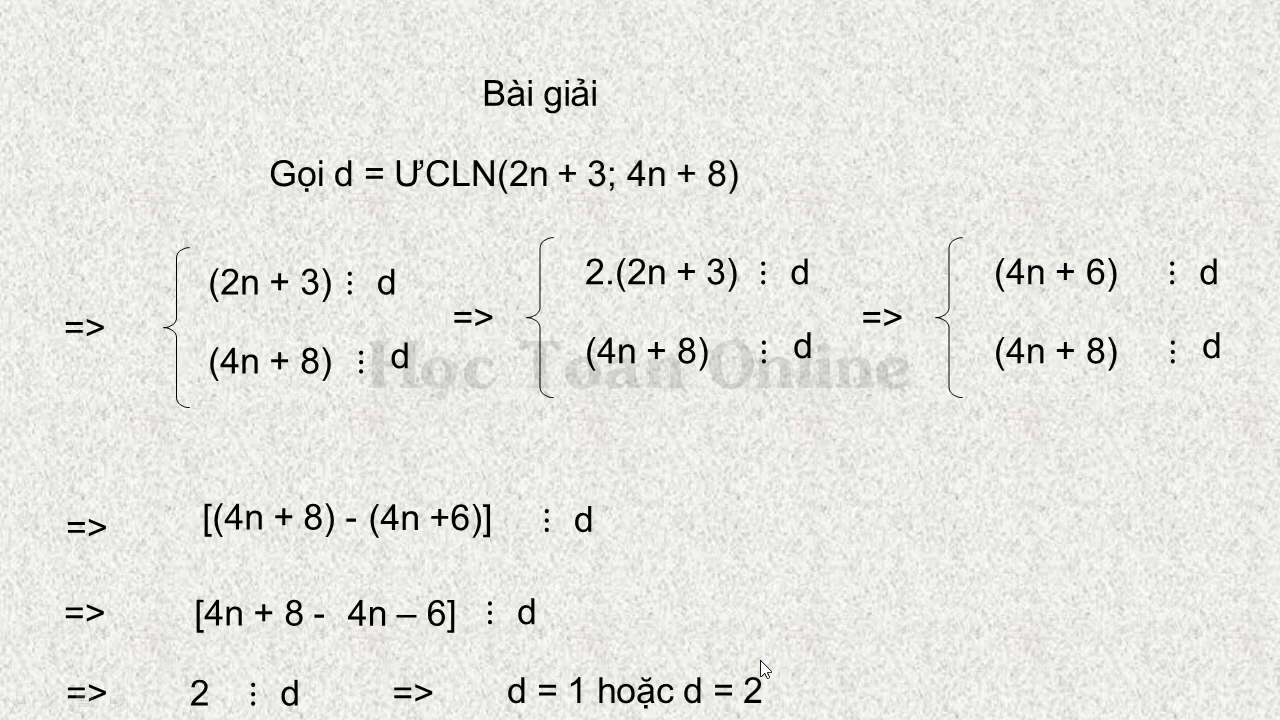 Bài giải
Gọi d = ƯCLN(2n + 3; 4n + 8)
=> (2n + 3) ⋮ d => 2.(2n + 3) ⋮ d => (4n + 6) ⋮ d
(4n + 8) ⋮ d (4n + 8) ⋮ d (4n + 8) ⋮ d
Học Toán Online
=> [(4n + 8) - (4n +6)] ⋮ d
=> [4n + 8 - 4n – 6] ⋮ d
=> 2 ⋮ d => d = 1 hoặc d = 2